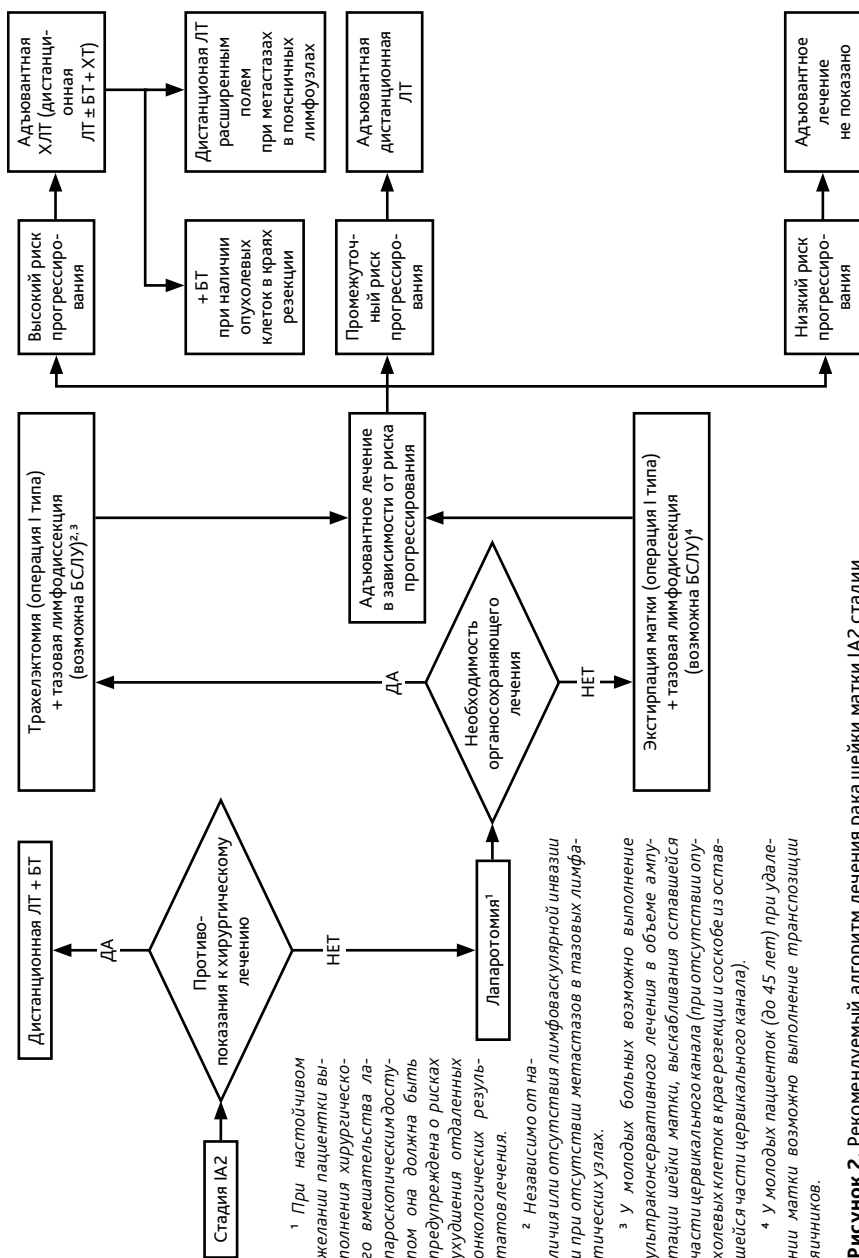 Стадия IA2
Противо-
показания к хирургическому
лечению
ДА
Дистанционная ЛТ + БТ
НЕТ
Лапаротомия¹
Необходимость
органосохраняющего
лечения
ДА
Трахелэктомия (операция I типа)
+ тазовая лимфодиссекция
(возможна БСЛУ)²,³
НЕТ
Экстирпация матки (операция I типа)
+ тазовая лимфодиссекция
(возможна БСЛУ)⁴
Адъювантное лечение
в зависимости от риска
прогрессирования
Высокий риск
прогрессиро-
вания
Адъювантная
ХЛТ (дистанци-
онная
ЛТ ± БТ + ХТ)
+ БТ
при наличии
опухолевых
клеток в краях
резекции
Дистанционая ЛТ
расширенным
полем
при метастазах
в поясничных
лимфоузлах
Промежуточ-
ный риск
прогрессиро-
вания
Адъювантная
дистанционная
ЛТ
Низкий риск
прогрессиро-
вания
Адъювантное
лечение
не показано
¹ При настойчивом
желании пациентки вы-
полнения хирургическо-
го вмешательства ла-
пароскопическим досту-
пом она должна быть
предупреждена о рисках
ухудшения отдаленных
онкологических резуль-
татов лечения.
² Независимо от на-
личия или отсутствия лимфоваскулярной инвазии
и при отсутствии метастазов в тазовых лимфа-
тических узлах.
³ У молодых больных возможно выполнение
ультраконсервативного лечения в объеме ампу-
тации шейки матки, выскабливания оставшейся
части цервикального канала (при отсутствии опу-
холевых клеток в крае резекции и соскобе из остав-
шейся части цервикального канала).
⁴ У молодых пациенток (до 45 лет) при удале-
нии матки возможно выполнение транспозиции
яичников.
Рисунок 2. Рекомендуемый алгоритм лечения рака шейки матки IA2 стадии